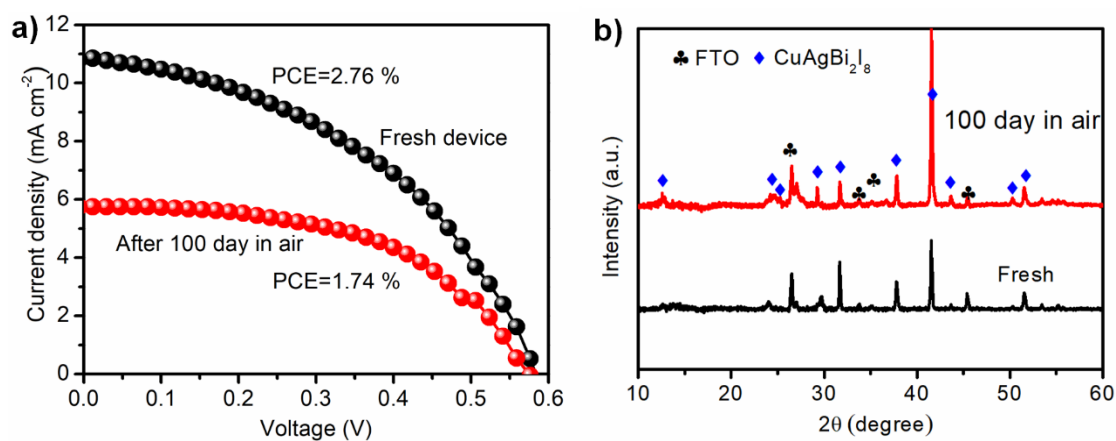 a)
12
10
8
6
4
2
0
Current density (mA cm⁻²)
PCE=2.76 %
Fresh device
After 100 day in air
PCE=1.74 %
0.0 0.1 0.2 0.3 0.4 0.5 0.6
Voltage (V)
b)
♣ FTO ♦ CuAgBi₂I₈
100 day in air
Fresh
Intensity (a.u.)
10 20 30 40 50 60
2θ (degree)